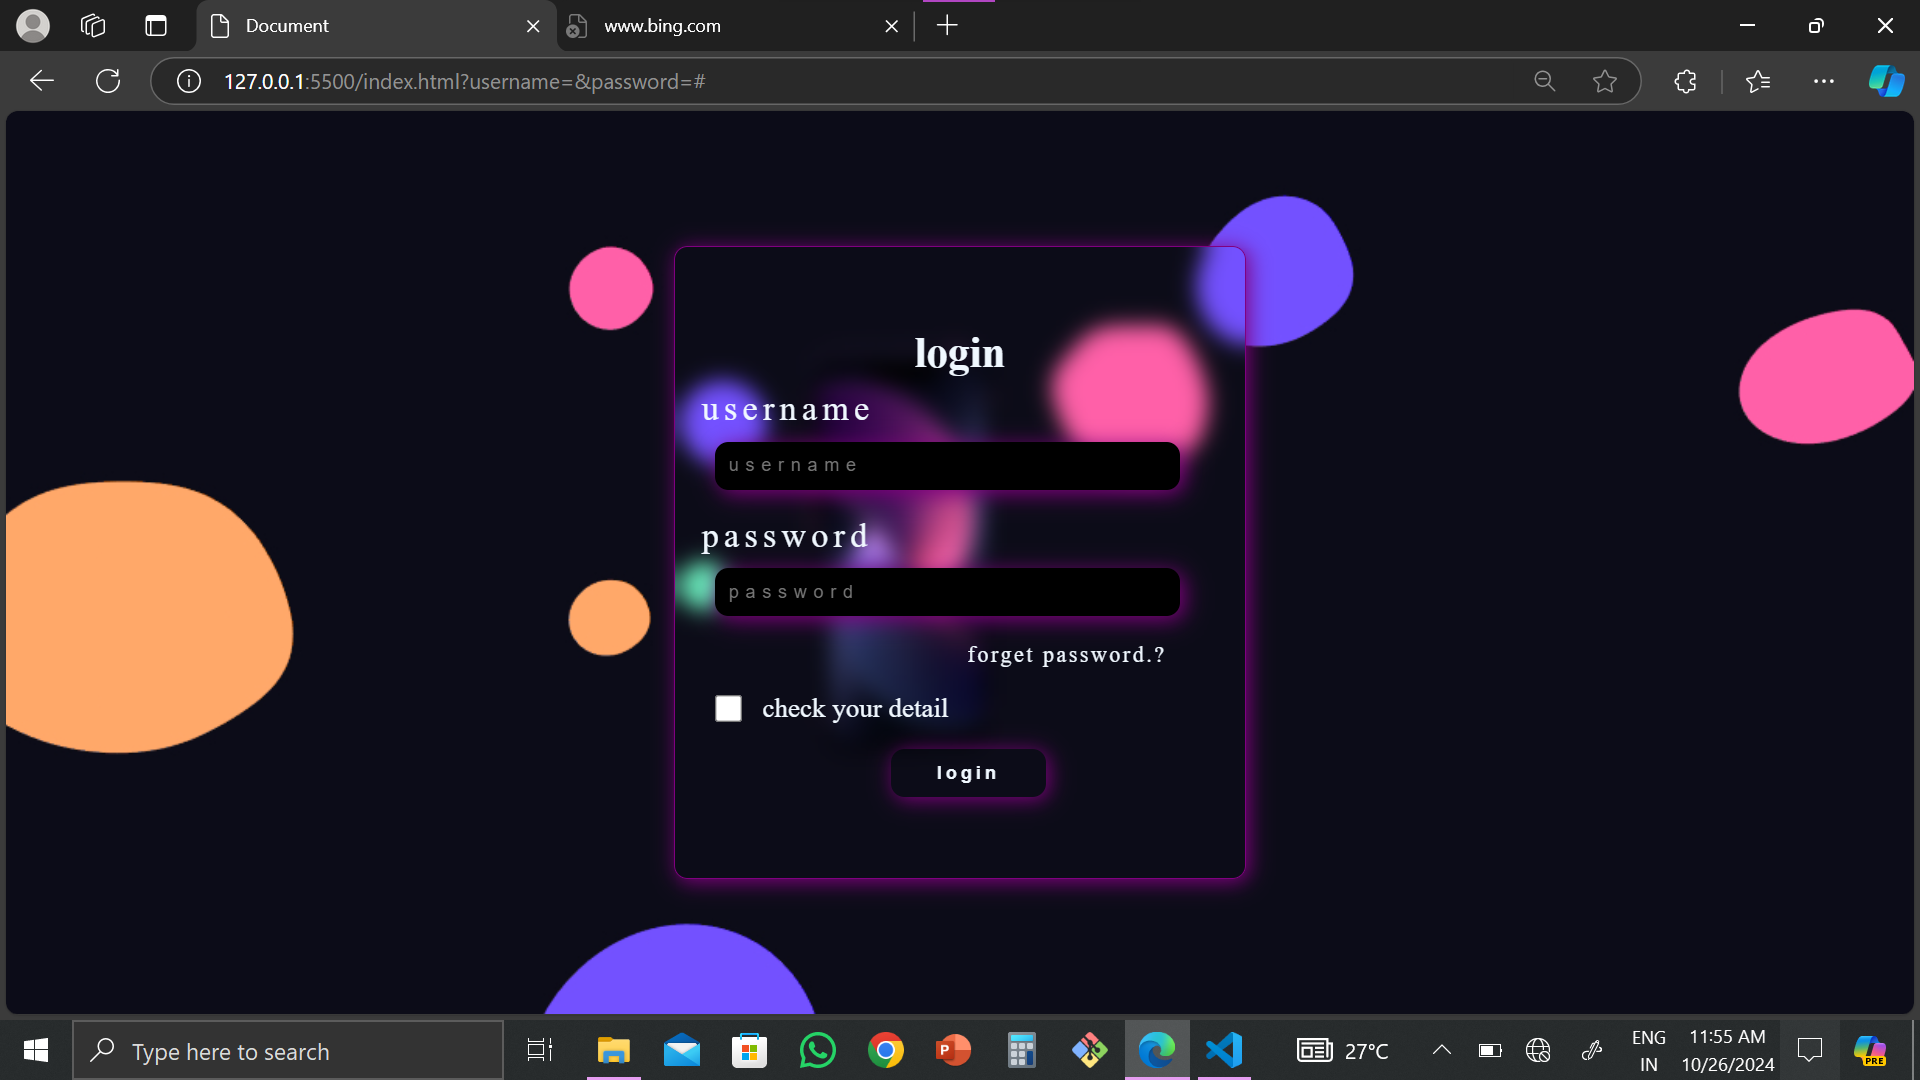 Document
www.bing.com
127.0.0.1:5500/index.html?username=&password=#
login
username
username
password
password
forget password.?
check your detail
login
Type here to search
P
27°C
ENG
IN
11:55 AM
10/26/2024
PRE